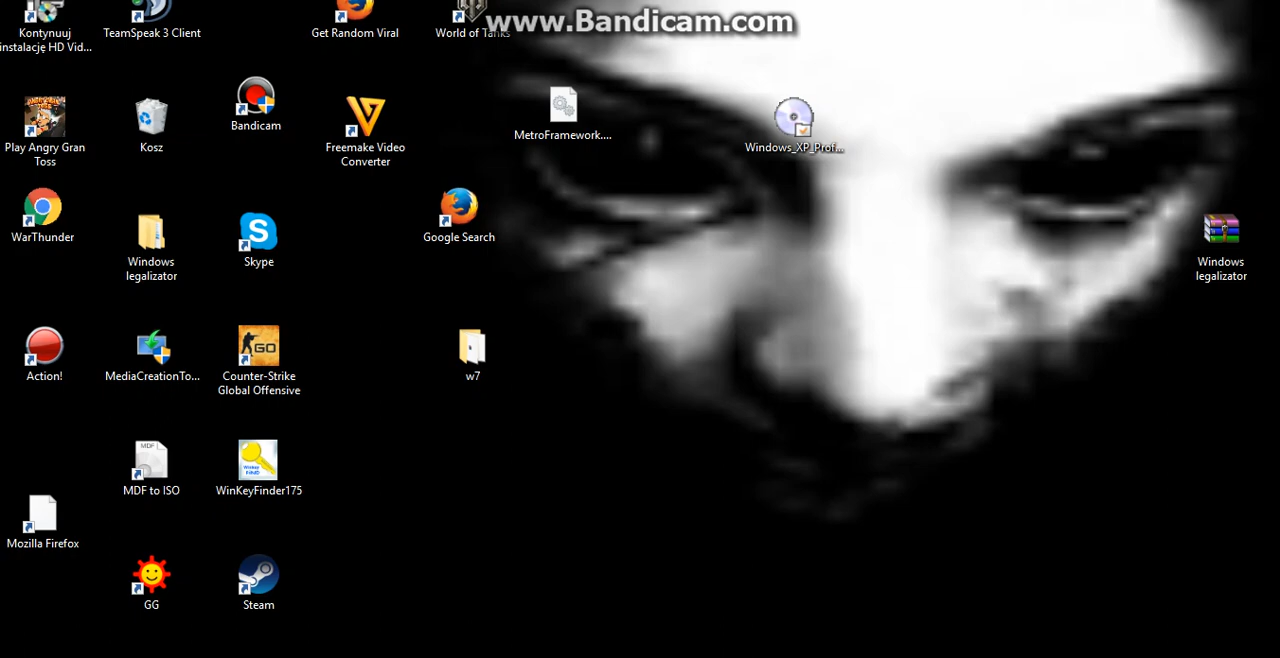 www.Bandicam.com
Kontynuuj
instalację HD Vid...
TeamSpeak 3 Client
Get Random Viral
World of Tanks
Play Angry Gran
Toss
Kosz
Bandicam
Freemake Video
Converter
MetroFramework....
Windows_XP_Prof...
WarThunder
Windows
legalizator
Skype
Google Search
Windows
legalizator
Action!
MediaCreationTo...
Counter-Strike
Global Offensive
GO
w7
MDF
MDF to ISO
WinKeyFinder175
Mozilla Firefox
GG
Steam